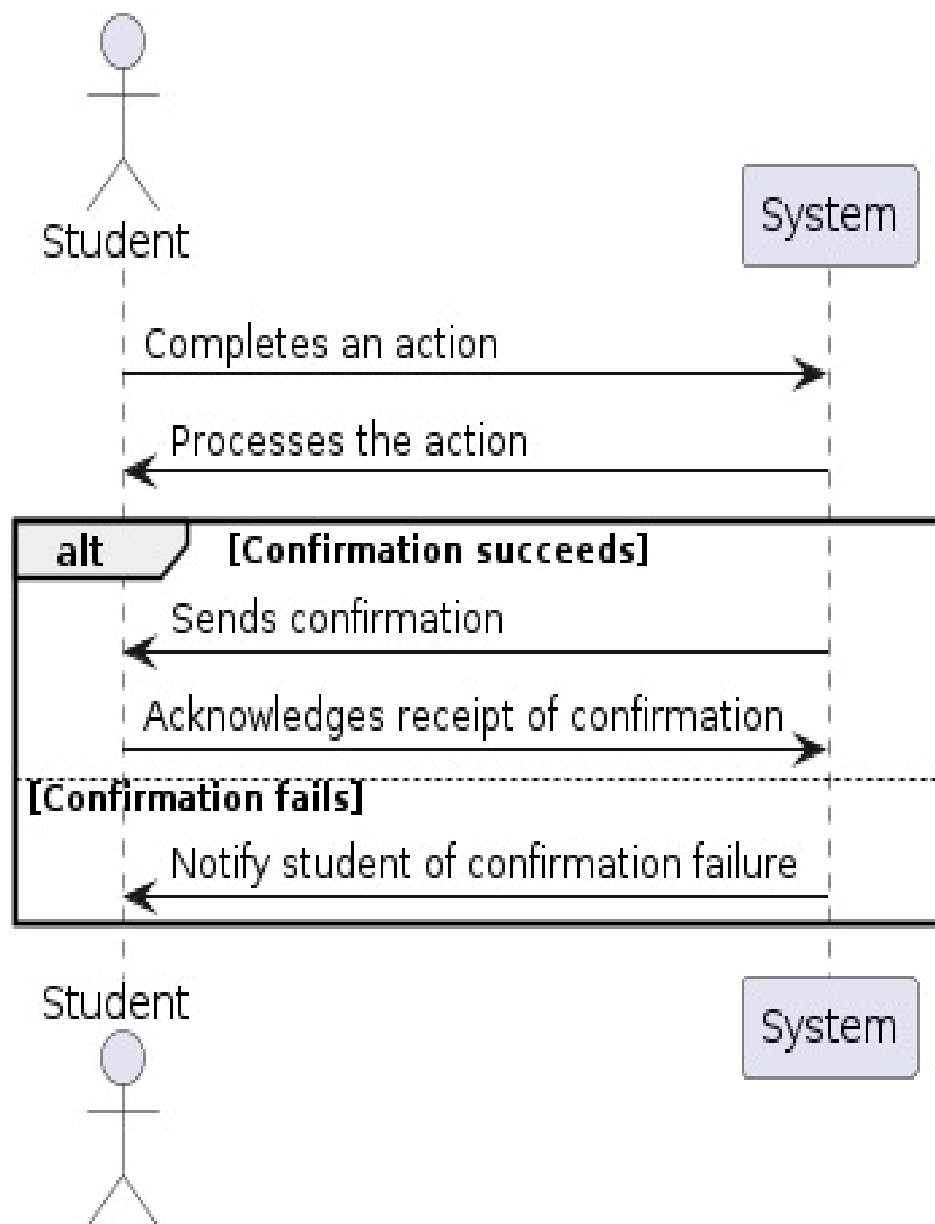 Student
System
Completes an action
Processes the action
alt
[Confirmation succeeds]
Sends confirmation
Acknowledges receipt of confirmation
[Confirmation fails]
Notify student of confirmation failure
Student
System